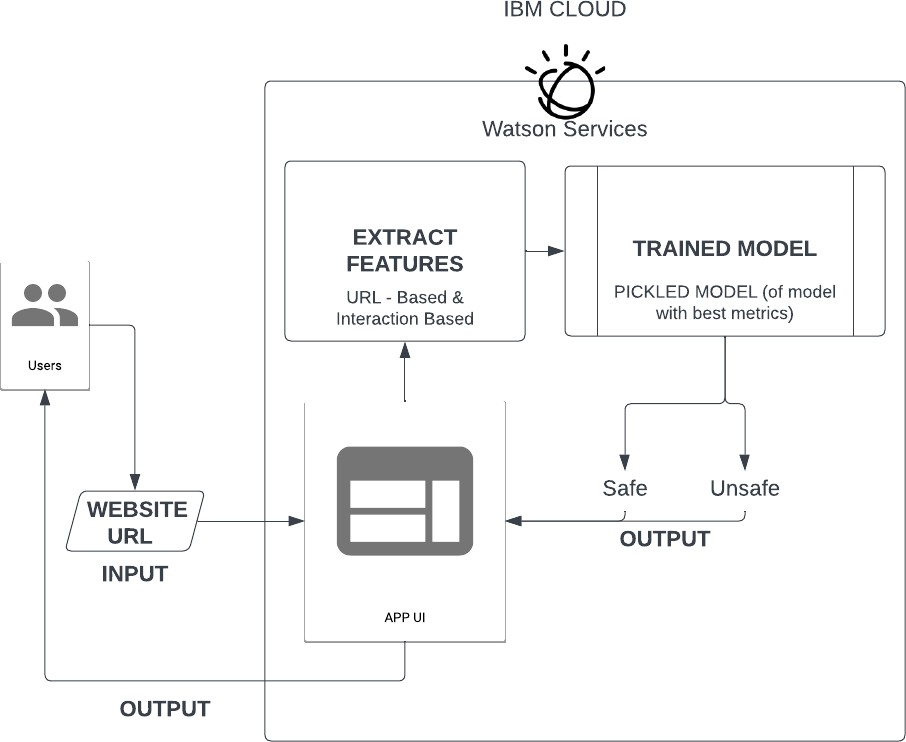 IBM CLOUD
Watson Services
EXTRACT
FEATURES
URL - Based &
Interaction Based
TRAINED MODEL
PICKLED MODEL (of model
with best metrics)
Users
Safe
Unsafe
WEBSITE
URL
OUTPUT
INPUT
APP UI
OUTPUT